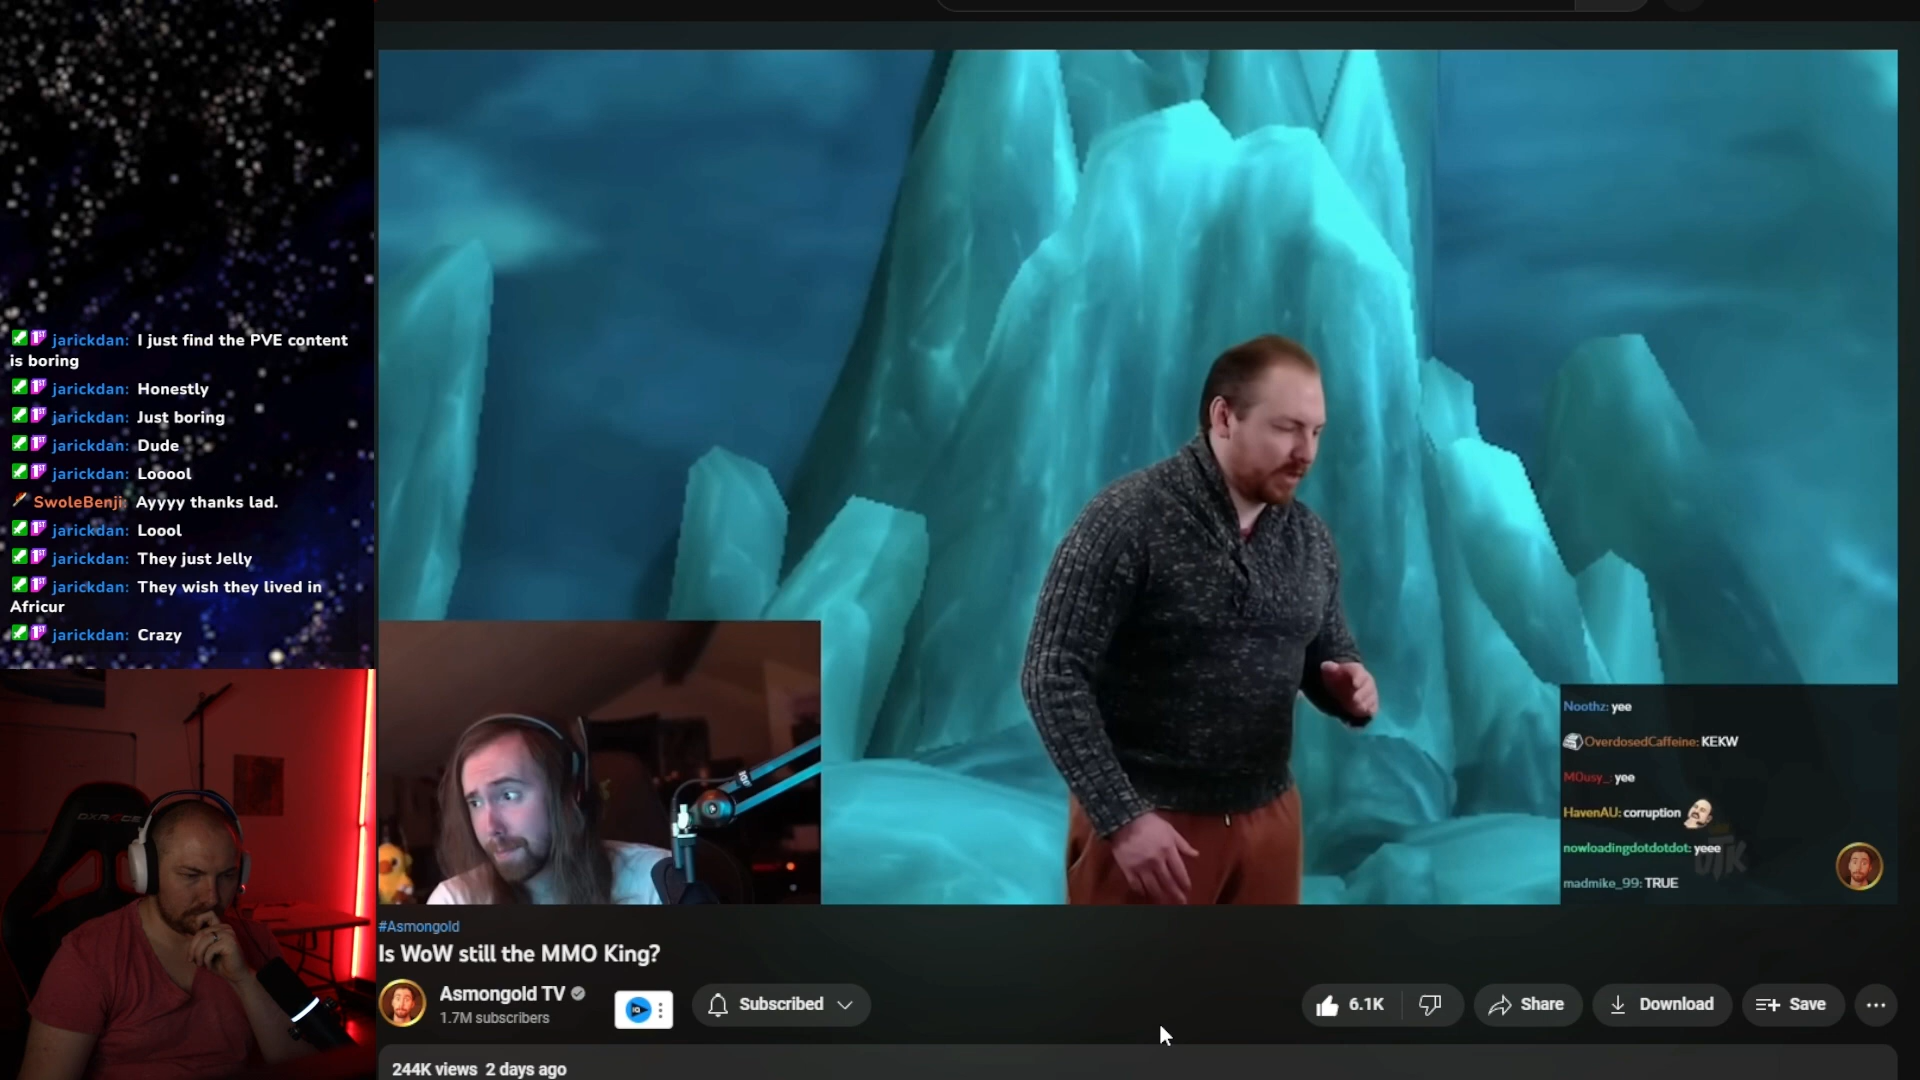 jarickdan: I just find the PVE content
is boring
jarickdan: Honestly
jarickdan: Just boring
jarickdan: Dude
jarickdan: Looool
SwoleBenji: Ayyyy thanks lad.
jarickdan: Loool
jarickdan: They just Jelly
jarickdan: They wish they lived in
Africur
jarickdan: Crazy
Noothz: yee
OverdosedCaffeine: KEKW
M0usy_: yee
HavenAU: corruption
nowloadingdotdotdot: yeee
madmike_99: TRUE
#Asmongold
Is WoW still the MMO King?
Asmongold TV
1.7M subscribers
Subscribed
6.1K
Share
Download
Save
244K views 2 days ago